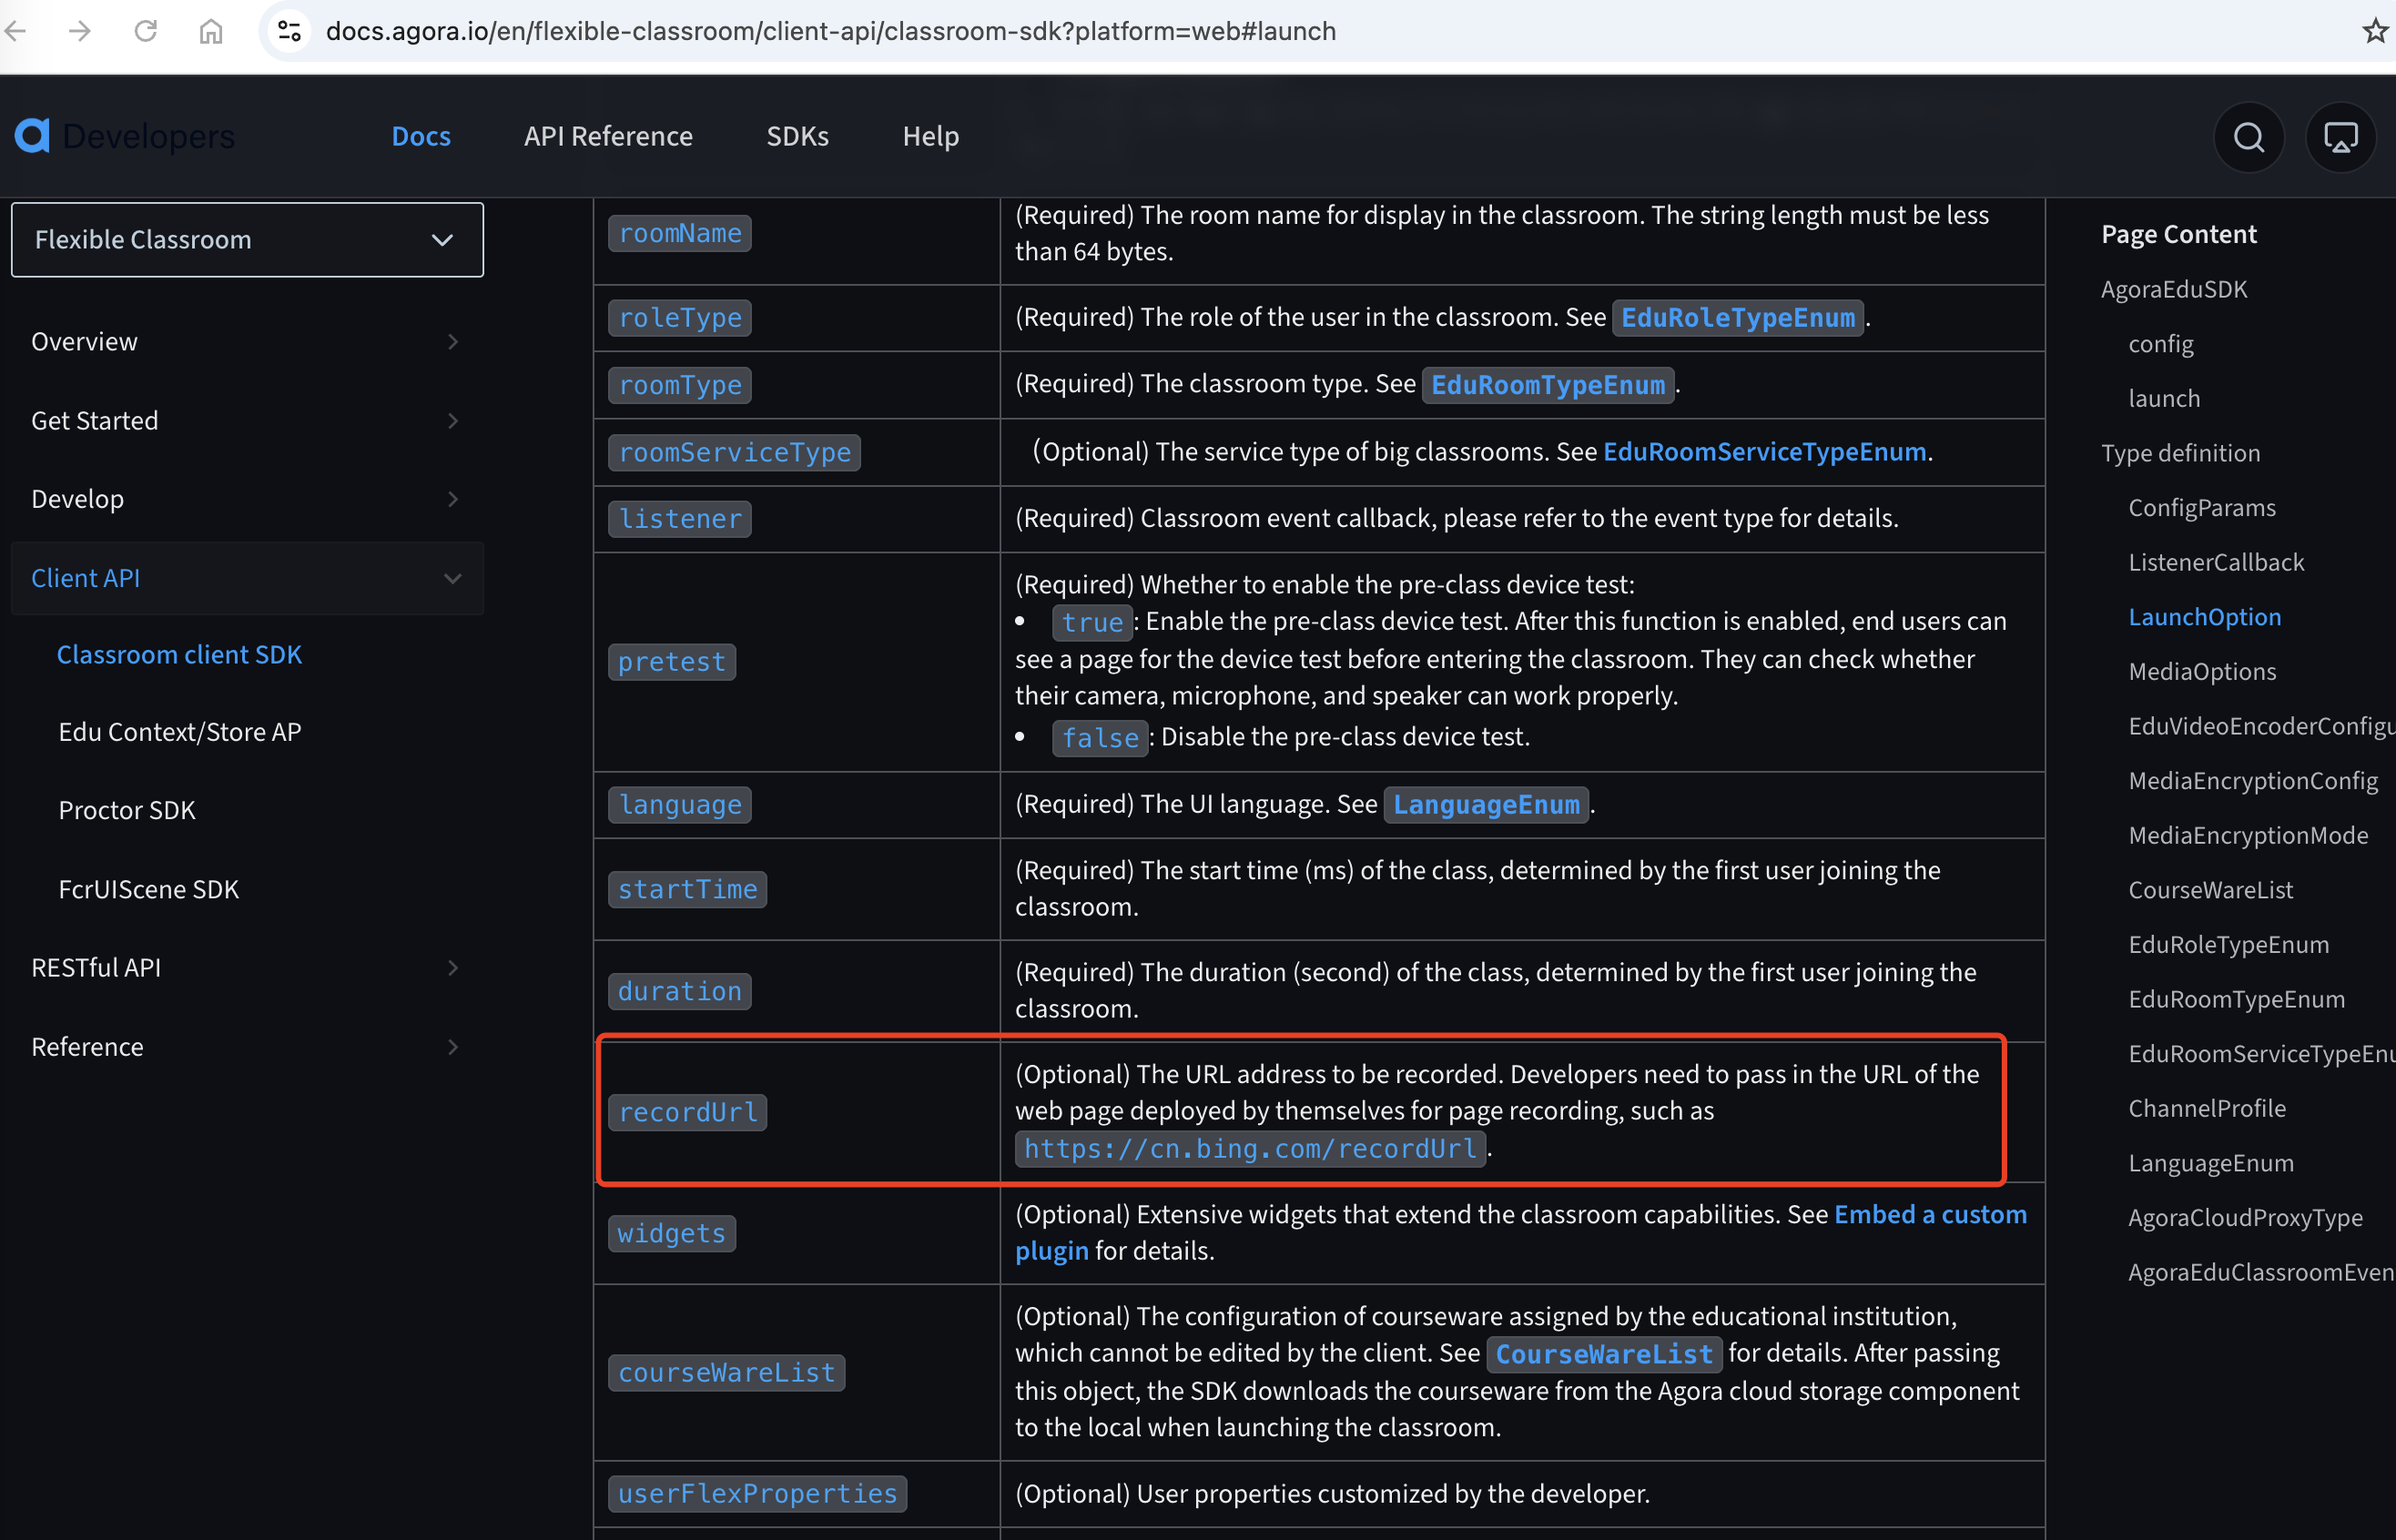 docs.agora.io/en/flexible-classroom/client-api/classroom-sdk?platform=web#launch
Developers
Docs
API Reference
SDKs
Help
Flexible Classroom
Overview
Get Started
Develop
Client API
Classroom client SDK
Edu Context/Store AP
Proctor SDK
FcrUIScene SDK
RESTful API
Reference
roomName
(Required) The room name for display in the classroom. The string length must be less
than 64 bytes.
roleType
(Required) The role of the user in the classroom. See EduRoleTypeEnum.
roomType
(Required) The classroom type. See EduRoomTypeEnum.
roomServiceType
（Optional) The service type of big classrooms. See EduRoomServiceTypeEnum.
listener
(Required) Classroom event callback, please refer to the event type for details.
pretest
(Required) Whether to enable the pre-class device test:
• true: Enable the pre-class device test. After this function is enabled, end users can
see a page for the device test before entering the classroom. They can check whether
their camera, microphone, and speaker can work properly.
• false: Disable the pre-class device test.
language
(Required) The UI language. See LanguageEnum.
startTime
(Required) The start time (ms) of the class, determined by the first user joining the
classroom.
duration
(Required) The duration (second) of the class, determined by the first user joining the
classroom.
recordUrl
(Optional) The URL address to be recorded. Developers need to pass in the URL of the
web page deployed by themselves for page recording, such as
https://cn.bing.com/recordUrl.
widgets
(Optional) Extensive widgets that extend the classroom capabilities. See Embed a custom
plugin for details.
courseWareList
(Optional) The configuration of courseware assigned by the educational institution,
which cannot be edited by the client. See CourseWareList for details. After passing
this object, the SDK downloads the courseware from the Agora cloud storage component
to the local when launching the classroom.
userFlexProperties
(Optional) User properties customized by the developer.
Page Content
AgoraEduSDK
config
launch
Type definition
ConfigParams
ListenerCallback
LaunchOption
MediaOptions
EduVideoEncoderConfigu
MediaEncryptionConfig
MediaEncryptionMode
CourseWareList
EduRoleTypeEnum
EduRoomTypeEnum
EduRoomServiceTypeEnu
ChannelProfile
LanguageEnum
AgoraCloudProxyType
AgoraEduClassroomEven